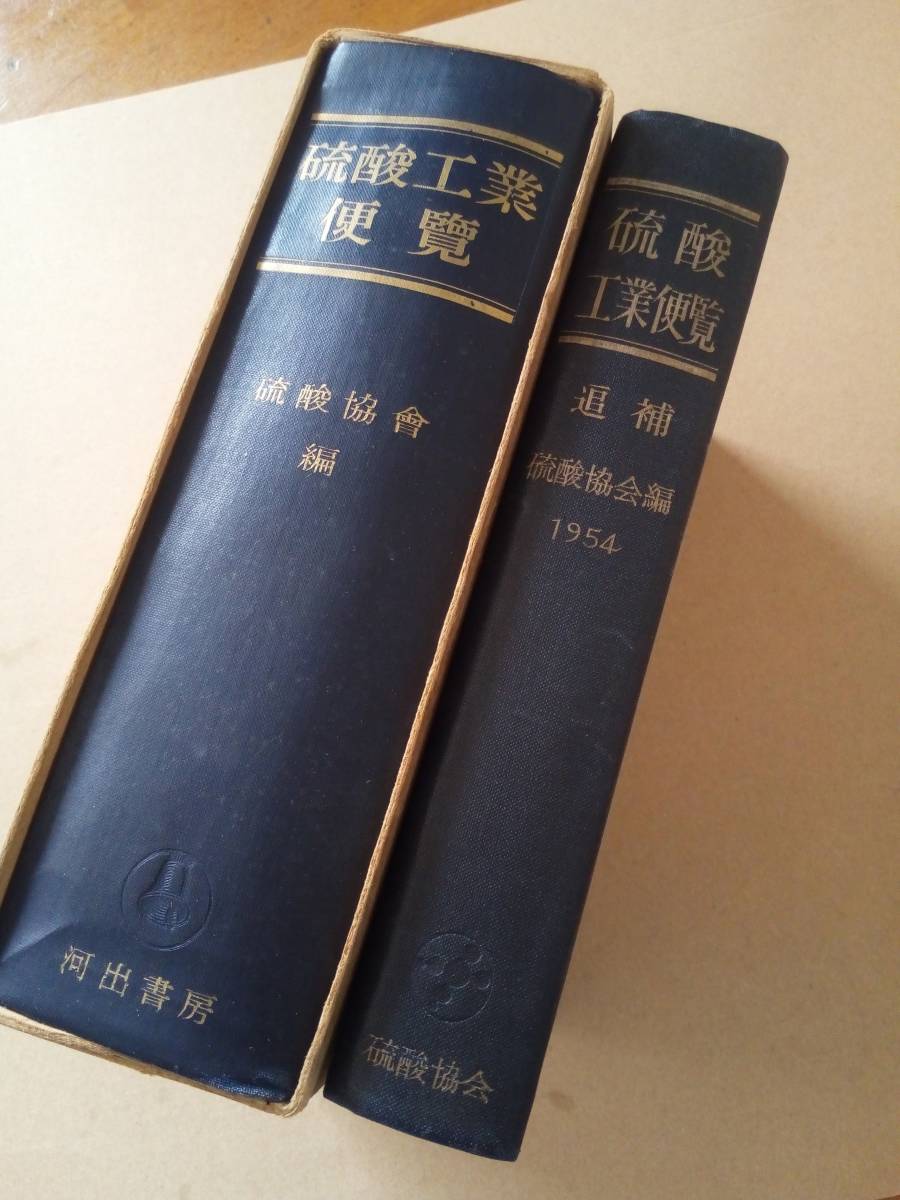 硫酸工業
便覽
硫酸協會
編
河出書房
硫酸
工業便覧
追補
硫酸協会編
1954
硫酸協会